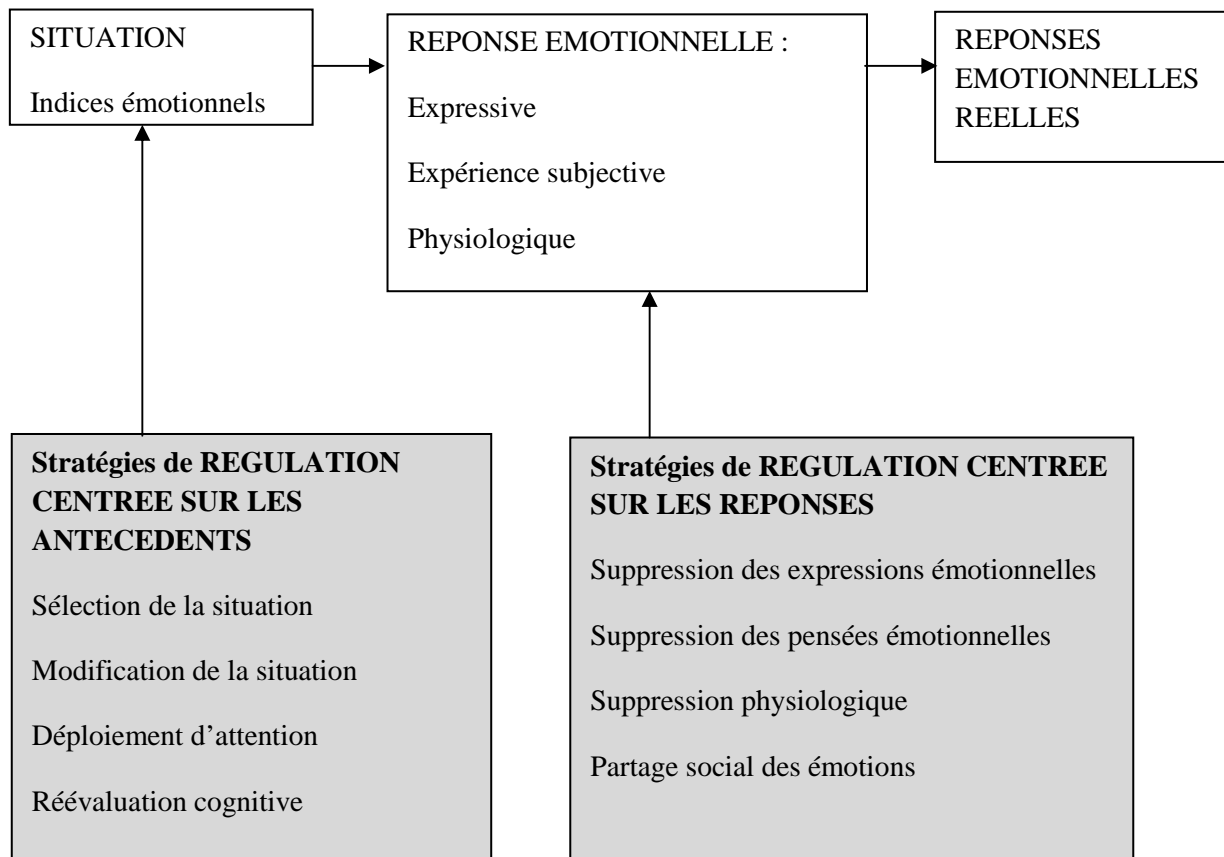 SITUATION
Indices émotionnels
REPONSE EMOTIONNELLE :
Expressive
Expérience subjective
Physiologique
REPONSES
EMOTIONNELLES
REELLES
Stratégies de REGULATION
CENTREE SUR LES
ANTECEDENTS
Sélection de la situation
Modification de la situation
Déploiement d’attention
Réévaluation cognitive
Stratégies de REGULATION CENTREE
SUR LES REPONSES
Suppression des expressions émotionnelles
Suppression des pensées émotionnelles
Suppression physiologique
Partage social des émotions